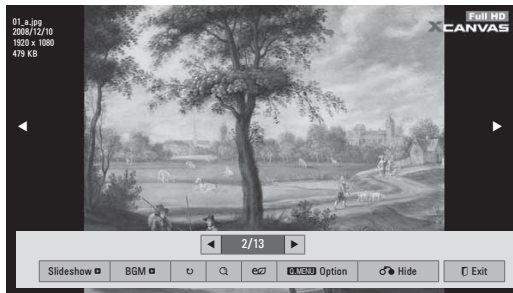 01_a.jpg
2008/12/10
1920 x 1080
479 KB
Full HD
XCANVAS
2/13
Slideshow
BGM
Q.MENU Option
Hide
Exit